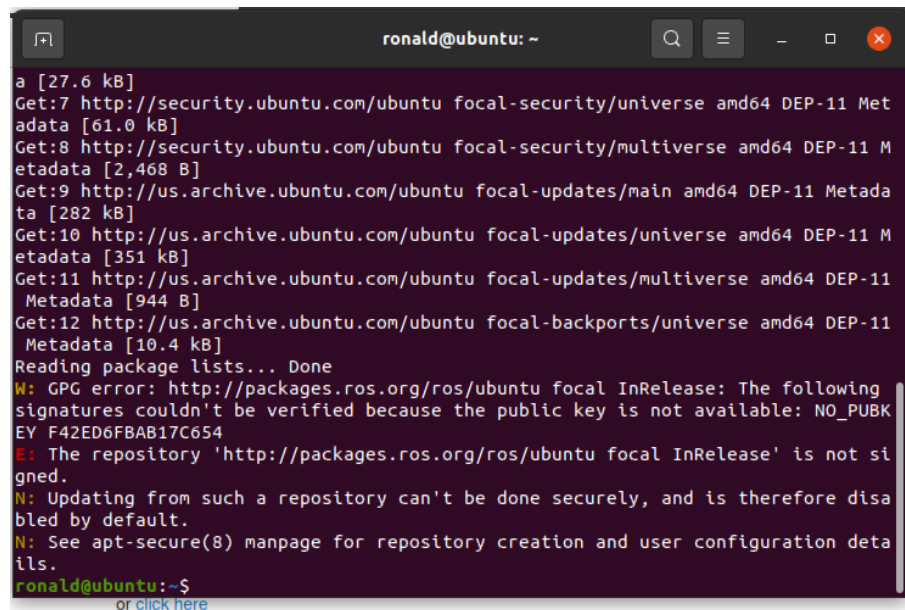 ronald@ubuntu: ~
a [27.6 kB]
Get:7 http://security.ubuntu.com/ubuntu focal-security/universe amd64 DEP-11 Met
adata [61.0 kB]
Get:8 http://security.ubuntu.com/ubuntu focal-security/multiverse amd64 DEP-11 M
etadata [2,468 B]
Get:9 http://us.archive.ubuntu.com/ubuntu focal-updates/main amd64 DEP-11 Metada
ta [282 kB]
Get:10 http://us.archive.ubuntu.com/ubuntu focal-updates/universe amd64 DEP-11 M
etadata [351 kB]
Get:11 http://us.archive.ubuntu.com/ubuntu focal-updates/multiverse amd64 DEP-11
 Metadata [944 B]
Get:12 http://us.archive.ubuntu.com/ubuntu focal-backports/universe amd64 DEP-11
 Metadata [10.4 kB]
Reading package lists... Done
W: GPG error: http://packages.ros.org/ros/ubuntu focal InRelease: The following
signatures couldn't be verified because the public key is not available: NO_PUBK
EY F42ED6FBAB17C654
E: The repository 'http://packages.ros.org/ros/ubuntu focal InRelease' is not si
gned.
N: Updating from such a repository can't be done securely, and is therefore disa
bled by default.
N: See apt-secure(8) manpage for repository creation and user configuration deta
ils.
ronald@ubuntu:~$
or click here